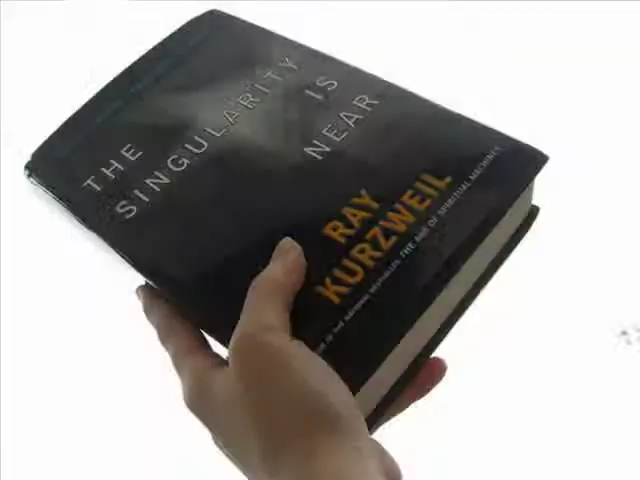 THE
SINGULARITY
IS
NEAR
RAY
KURZWEIL
THE AGE OF SPIRITUAL MACHINES